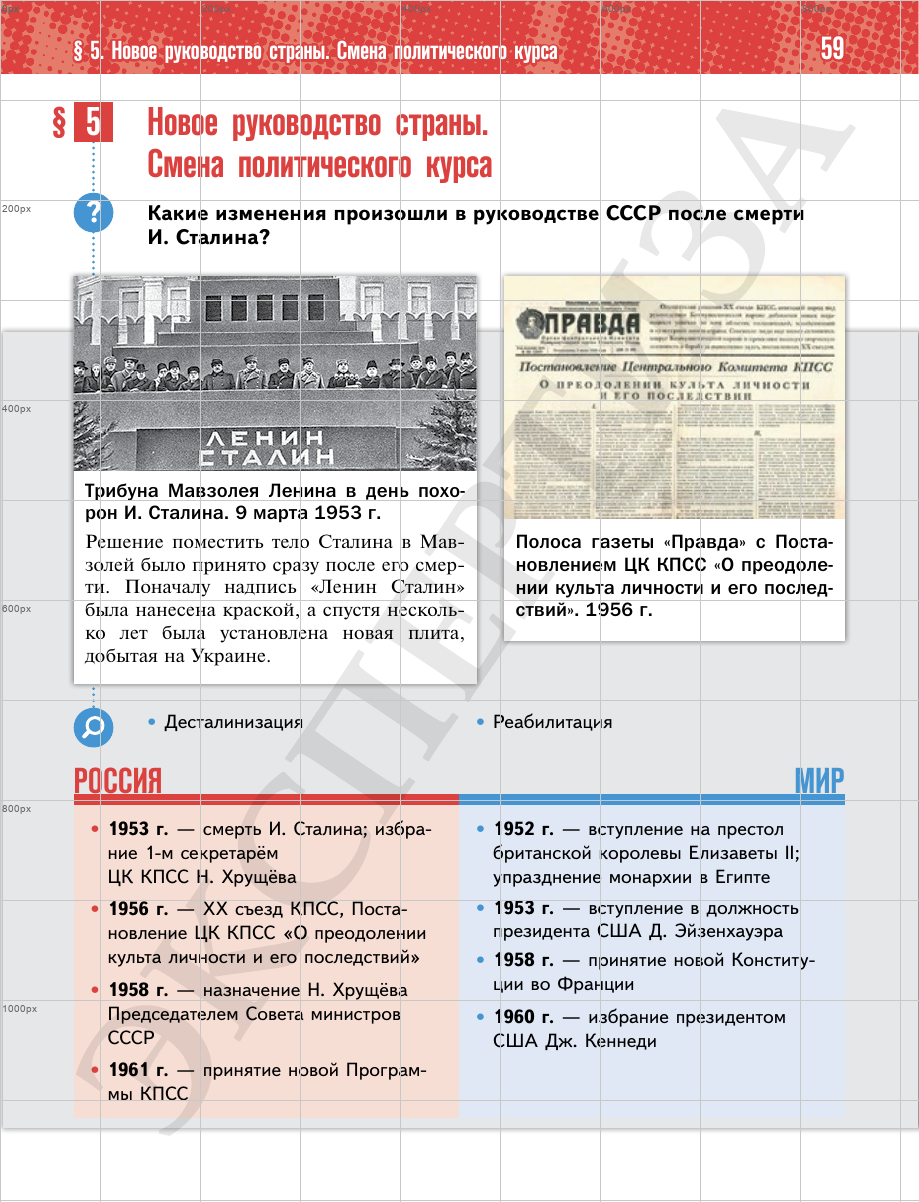 § 5. Новое руководство страны. Смена политического курса
59
§ 5
Новое руководство страны.
Смена политического курса
?
Какие изменения произошли в руководстве СССР после смерти
И. Сталина?
ЛЕНИН
СТАЛИН
Трибуна Мавзолея Ленина в день похо-
рон И. Сталина. 9 марта 1953 г.
Решение поместить тело Сталина в Мав-
золей было принято сразу после его смер-
ти. Поначалу надпись «Ленин Сталин»
была нанесена краской, а спустя несколь-
ко лет была установлена новая плита,
добытая на Украине.
ПРАВДА
Постановление Центрального Комитета КПСС
О ПРЕОДОЛЕНИИ КУЛЬТА ЛИЧНОСТИ
И ЕГО ПОСЛЕДСТВИЙ
Полоса газеты «Правда» с Поста-
новлением ЦК КПСС «О преодоле-
нии культа личности и его послед-
ствий». 1956 г.
• Десталинизация
• Реабилитация
РОССИЯ
• 1953 г. — смерть И. Сталина; избра-
ние 1-м секретарём
ЦК КПСС Н. Хрущёва
• 1956 г. — XX съезд КПСС, Поста-
новление ЦК КПСС «О преодолении
культа личности и его последствий»
• 1958 г. — назначение Н. Хрущёва
Председателем Совета министров
СССР
• 1961 г. — принятие новой Програм-
мы КПСС
МИР
• 1952 г. — вступление на престол
британской королевы Елизаветы II;
упразднение монархии в Египте
• 1953 г. — вступление в должность
президента США Д. Эйзенхауэра
• 1958 г. — принятие новой Конститу-
ции во Франции
• 1960 г. — избрание президентом
США Дж. Кеннеди
ЭКСПЕРТИЗА
200px
400px
600px
800px
1000px